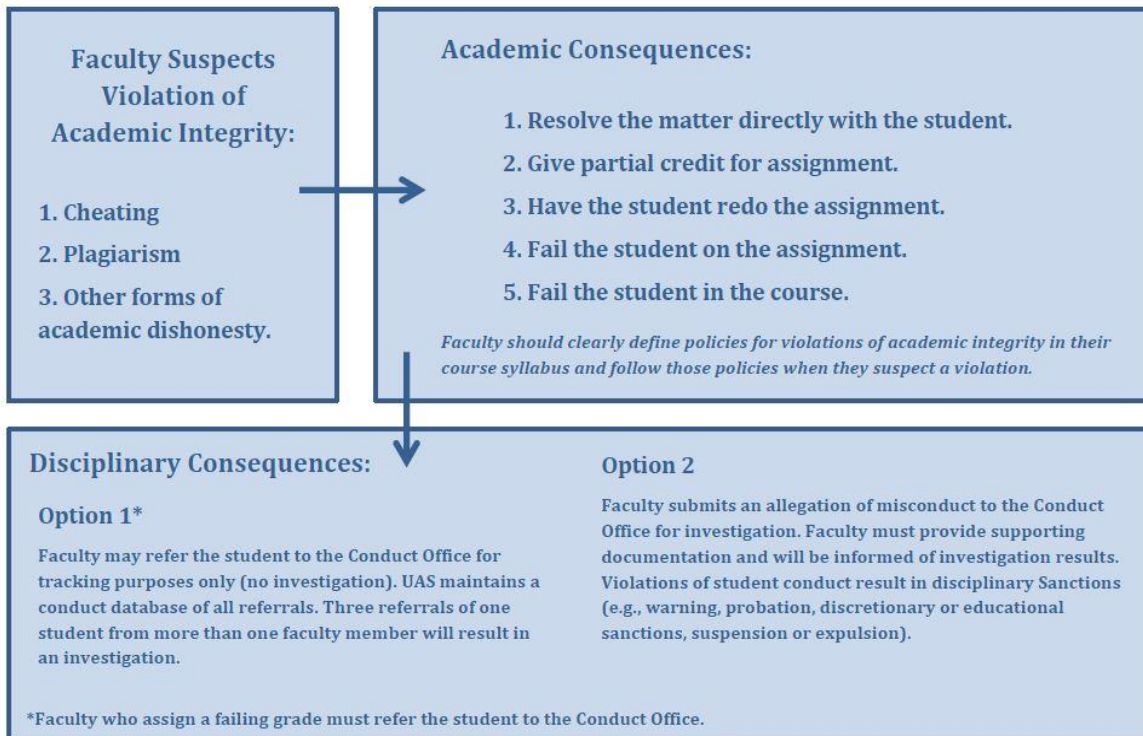 Faculty Suspects
Violation of
Academic Integrity:
1. Cheating
2. Plagiarism
3. Other forms of
academic dishonesty.
Academic Consequences:
1. Resolve the matter directly with the student.
2. Give partial credit for assignment.
3. Have the student redo the assignment.
4. Fail the student on the assignment.
5. Fail the student in the course.
Faculty should clearly define policies for violations of academic integrity in their
course syllabus and follow those policies when they suspect a violation.
Disciplinary Consequences:
Option 1*
Faculty may refer the student to the Conduct Office for
tracking purposes only (no investigation). UAS maintains a
conduct database of all referrals. Three referrals of one
student from more than one faculty member will result in
an investigation.
Option 2
Faculty submits an allegation of misconduct to the Conduct
Office for investigation. Faculty must provide supporting
documentation and will be informed of investigation results.
Violations of student conduct result in disciplinary Sanctions
(e.g., warning, probation, discretionary or educational
sanctions, suspension or expulsion).
*Faculty who assign a failing grade must refer the student to the Conduct Office.